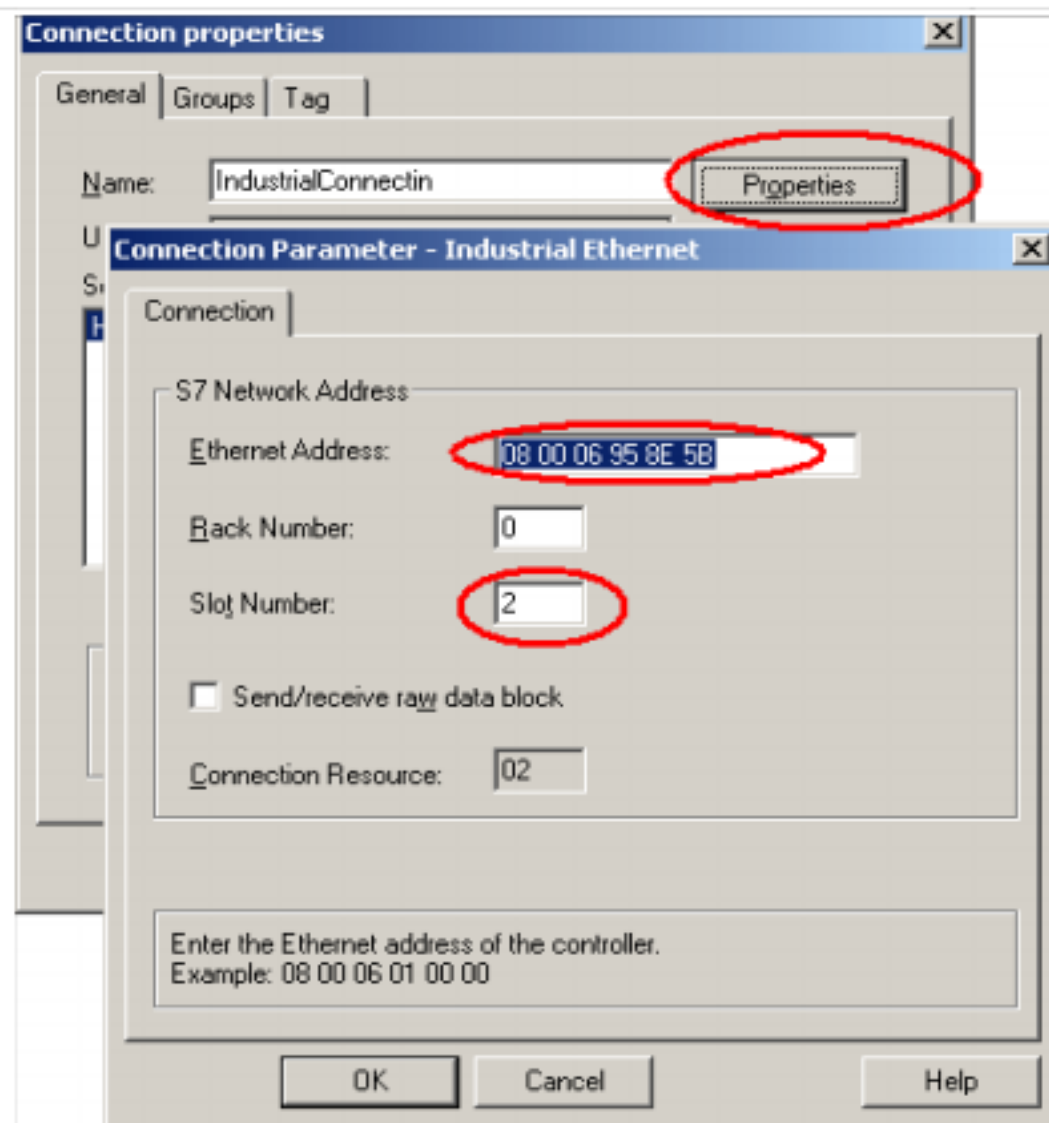 Connection properties
General Groups Tag
Name: IndustrialConnectin Properties
Connection Parameter - Industrial Ethernet
Connection
S7 Network Address
Ethernet Address: 08 00 06 95 8E 5B
Rack Number: 0
Slot Number: 2
Send/receive raw data block
Connection Resource: 02
Enter the Ethernet address of the controller.
Example: 08 00 06 01 00 00
OK Cancel Help